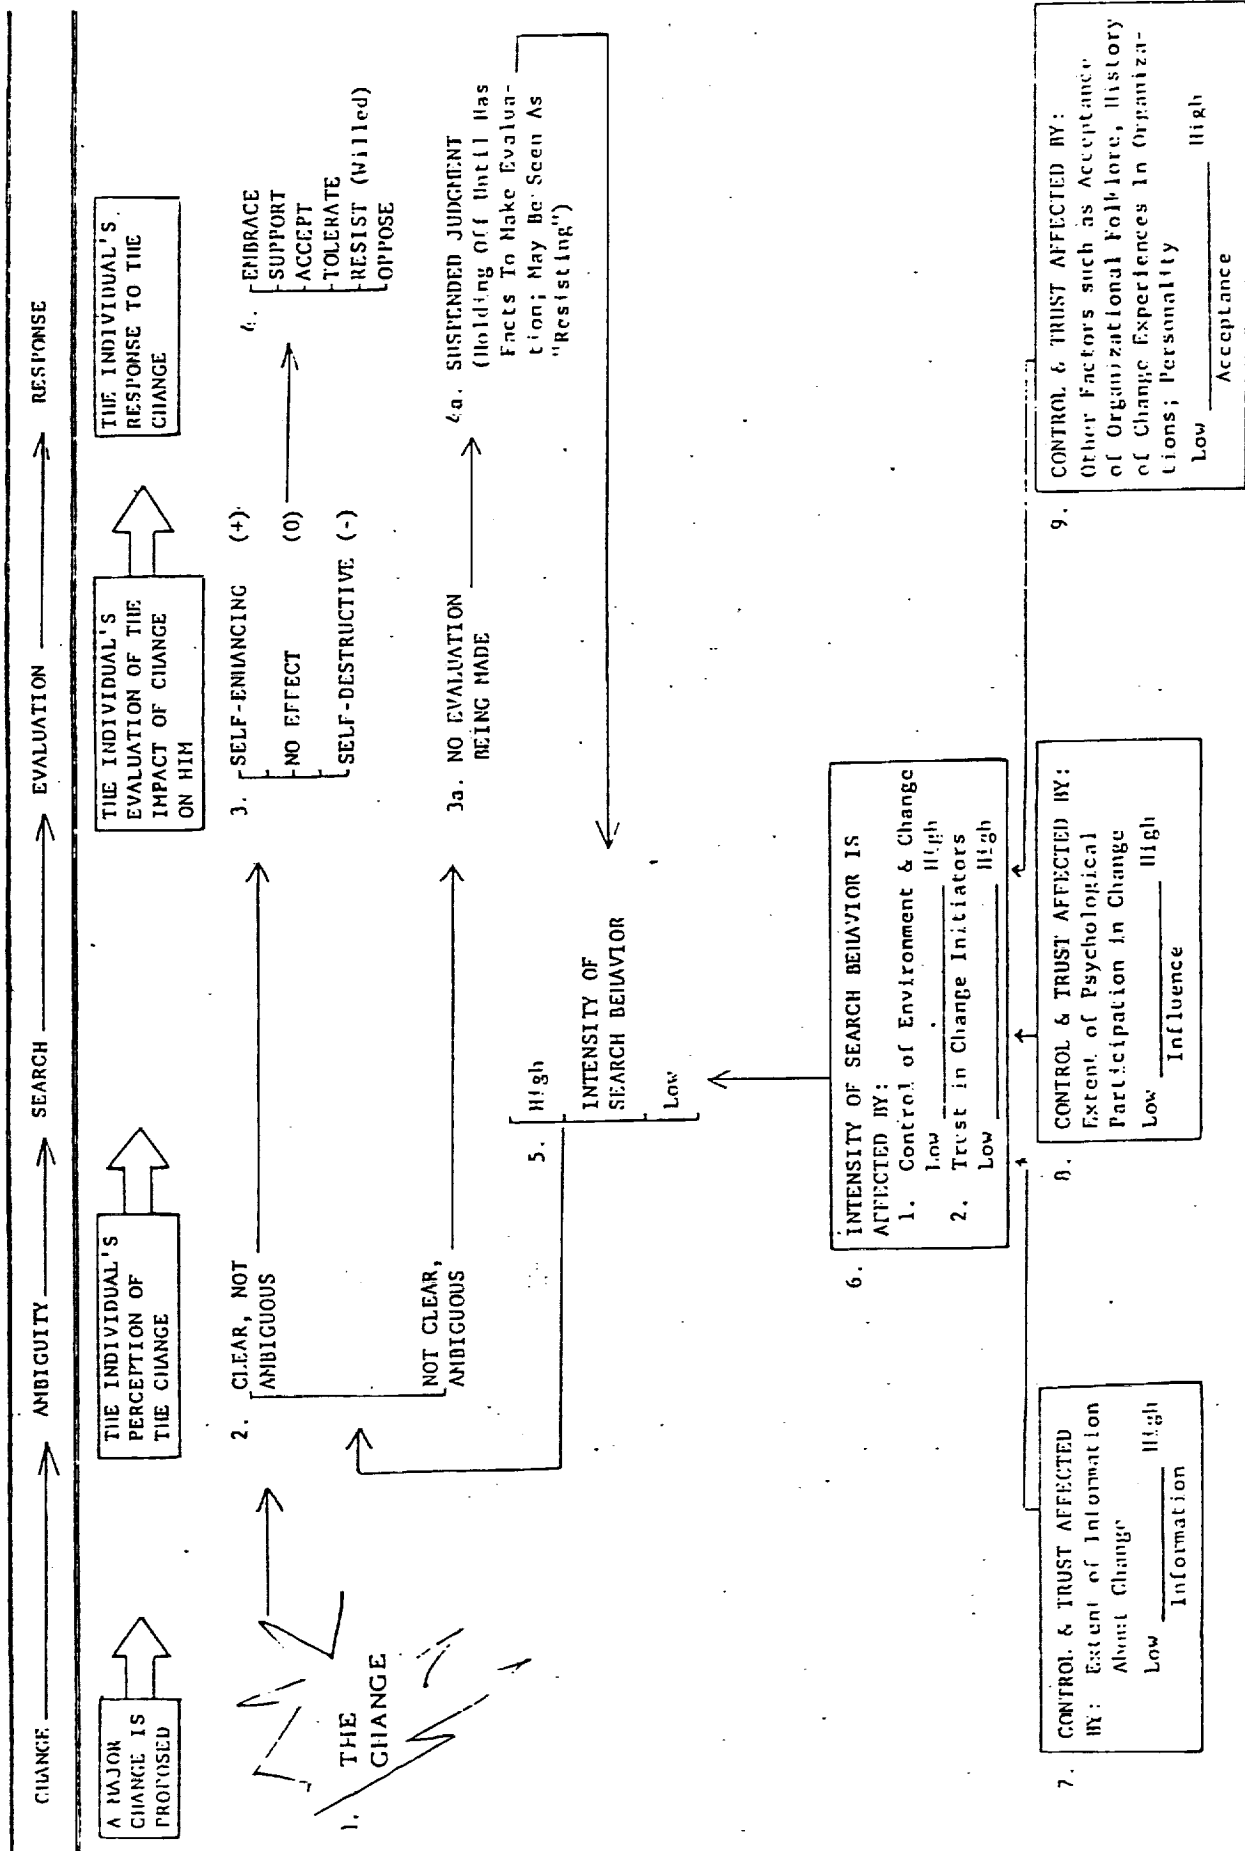 CHANGE AMBIGUITY SEARCH EVALUATION RESPONSE
A MAJOR
CHANGE IS
PROPOSED
THE INDIVIDUAL'S
PERCEPTION OF
THE CHANGE
THE INDIVIDUAL'S
EVALUATION OF THE
IMPACT OF CHANGE
ON HIM
THE INDIVIDUAL'S
RESPONSE TO THE
CHANGE
1. THE
CHANGE
2. CLEAR, NOT
AMBIGUOUS
NOT CLEAR,
AMBIGUOUS
3. SELF-ENHANCING (+)
NO EFFECT (0)
SELF-DESTRUCTIVE (-)
4. EMBRACE
SUPPORT
ACCEPT
TOLERATE
RESIST (Willed)
OPPOSE
3a. NO EVALUATION
BEING MADE
4a. SUSPENDED JUDGMENT
(Holding Off Until Has
Facts To Make Evalua-
tion; May Be Seen As
"Resisting")
5. High
INTENSITY OF
SEARCH BEHAVIOR
Low
6. INTENSITY OF SEARCH BEHAVIOR IS
AFFECTED BY:
1. Control of Environment & Change
Low High
2. Trust in Change Initiators
Low High
7. CONTROL & TRUST AFFECTED
BY: Extent of Information
About Change
Low High
Information
8. CONTROL & TRUST AFFECTED BY:
Extent of Psychological
Participation in Change
Low High
Influence
9. CONTROL & TRUST AFFECTED BY:
Other Factors such as Acceptance
of Organizational Folklore, History
of Change Experiences In Organiza-
tions; Personality
Low High
Acceptance